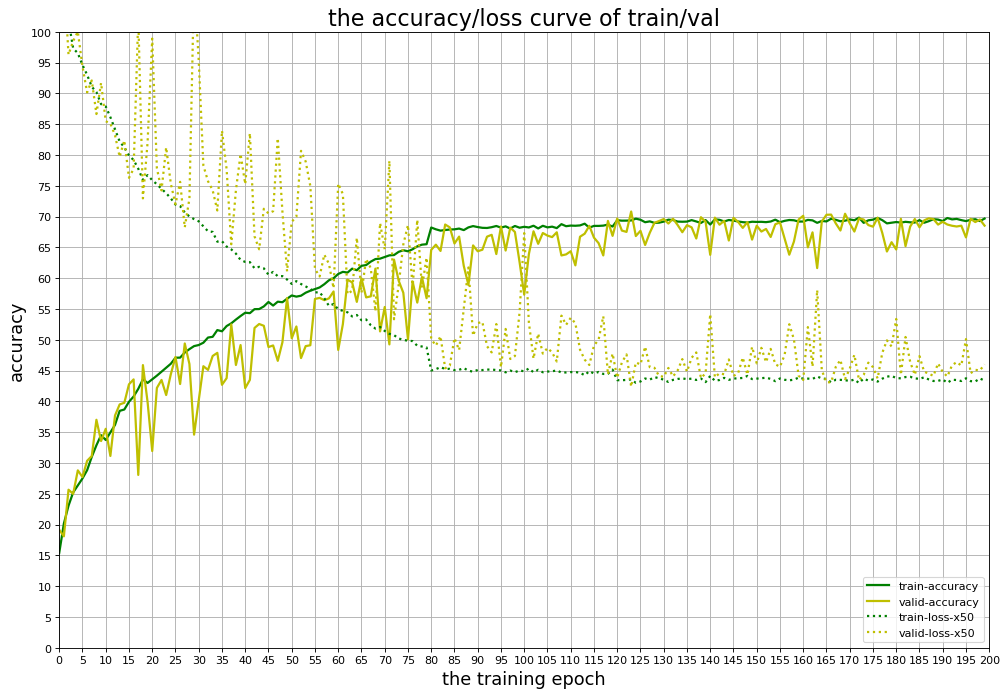 the accuracy/loss curve of train/val
100
95
90
85
80
75
70
65
60
55
50
45
40
35
30
25
20
15
10
5
0
accuracy
train-accuracy
valid-accuracy
train-loss-x50
valid-loss-x50
0 5 10 15 20 25 30 35 40 45 50 55 60 65 70 75 80 85 90 95 100 105 110 115 120 125 130 135 140 145 150 155 160 165 170 175 180 185 190 195 200
the training epoch